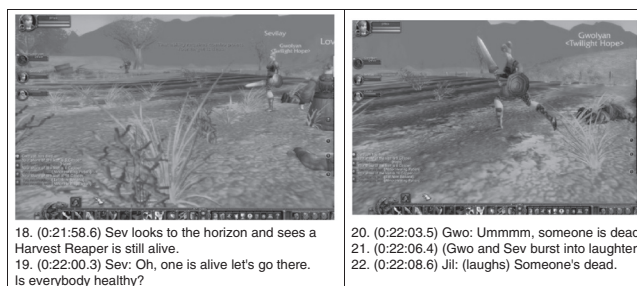 Sevilay
Gwolyan
<Twilight Hope>
Lov
18. (0:21:58.6) Sev looks to the horizon and sees a
Harvest Reaper is still alive.
19. (0:22:00.3) Sev: Oh, one is alive let's go there.
Is everybody healthy?
Gwolyan
<Twilight Hope>
20. (0:22:03.5) Gwo: Ummmm, someone is dead
21. (0:22:06.4) (Gwo and Sev burst into laughter
22. (0:22:08.6) Jil: (laughs) Someone's dead.